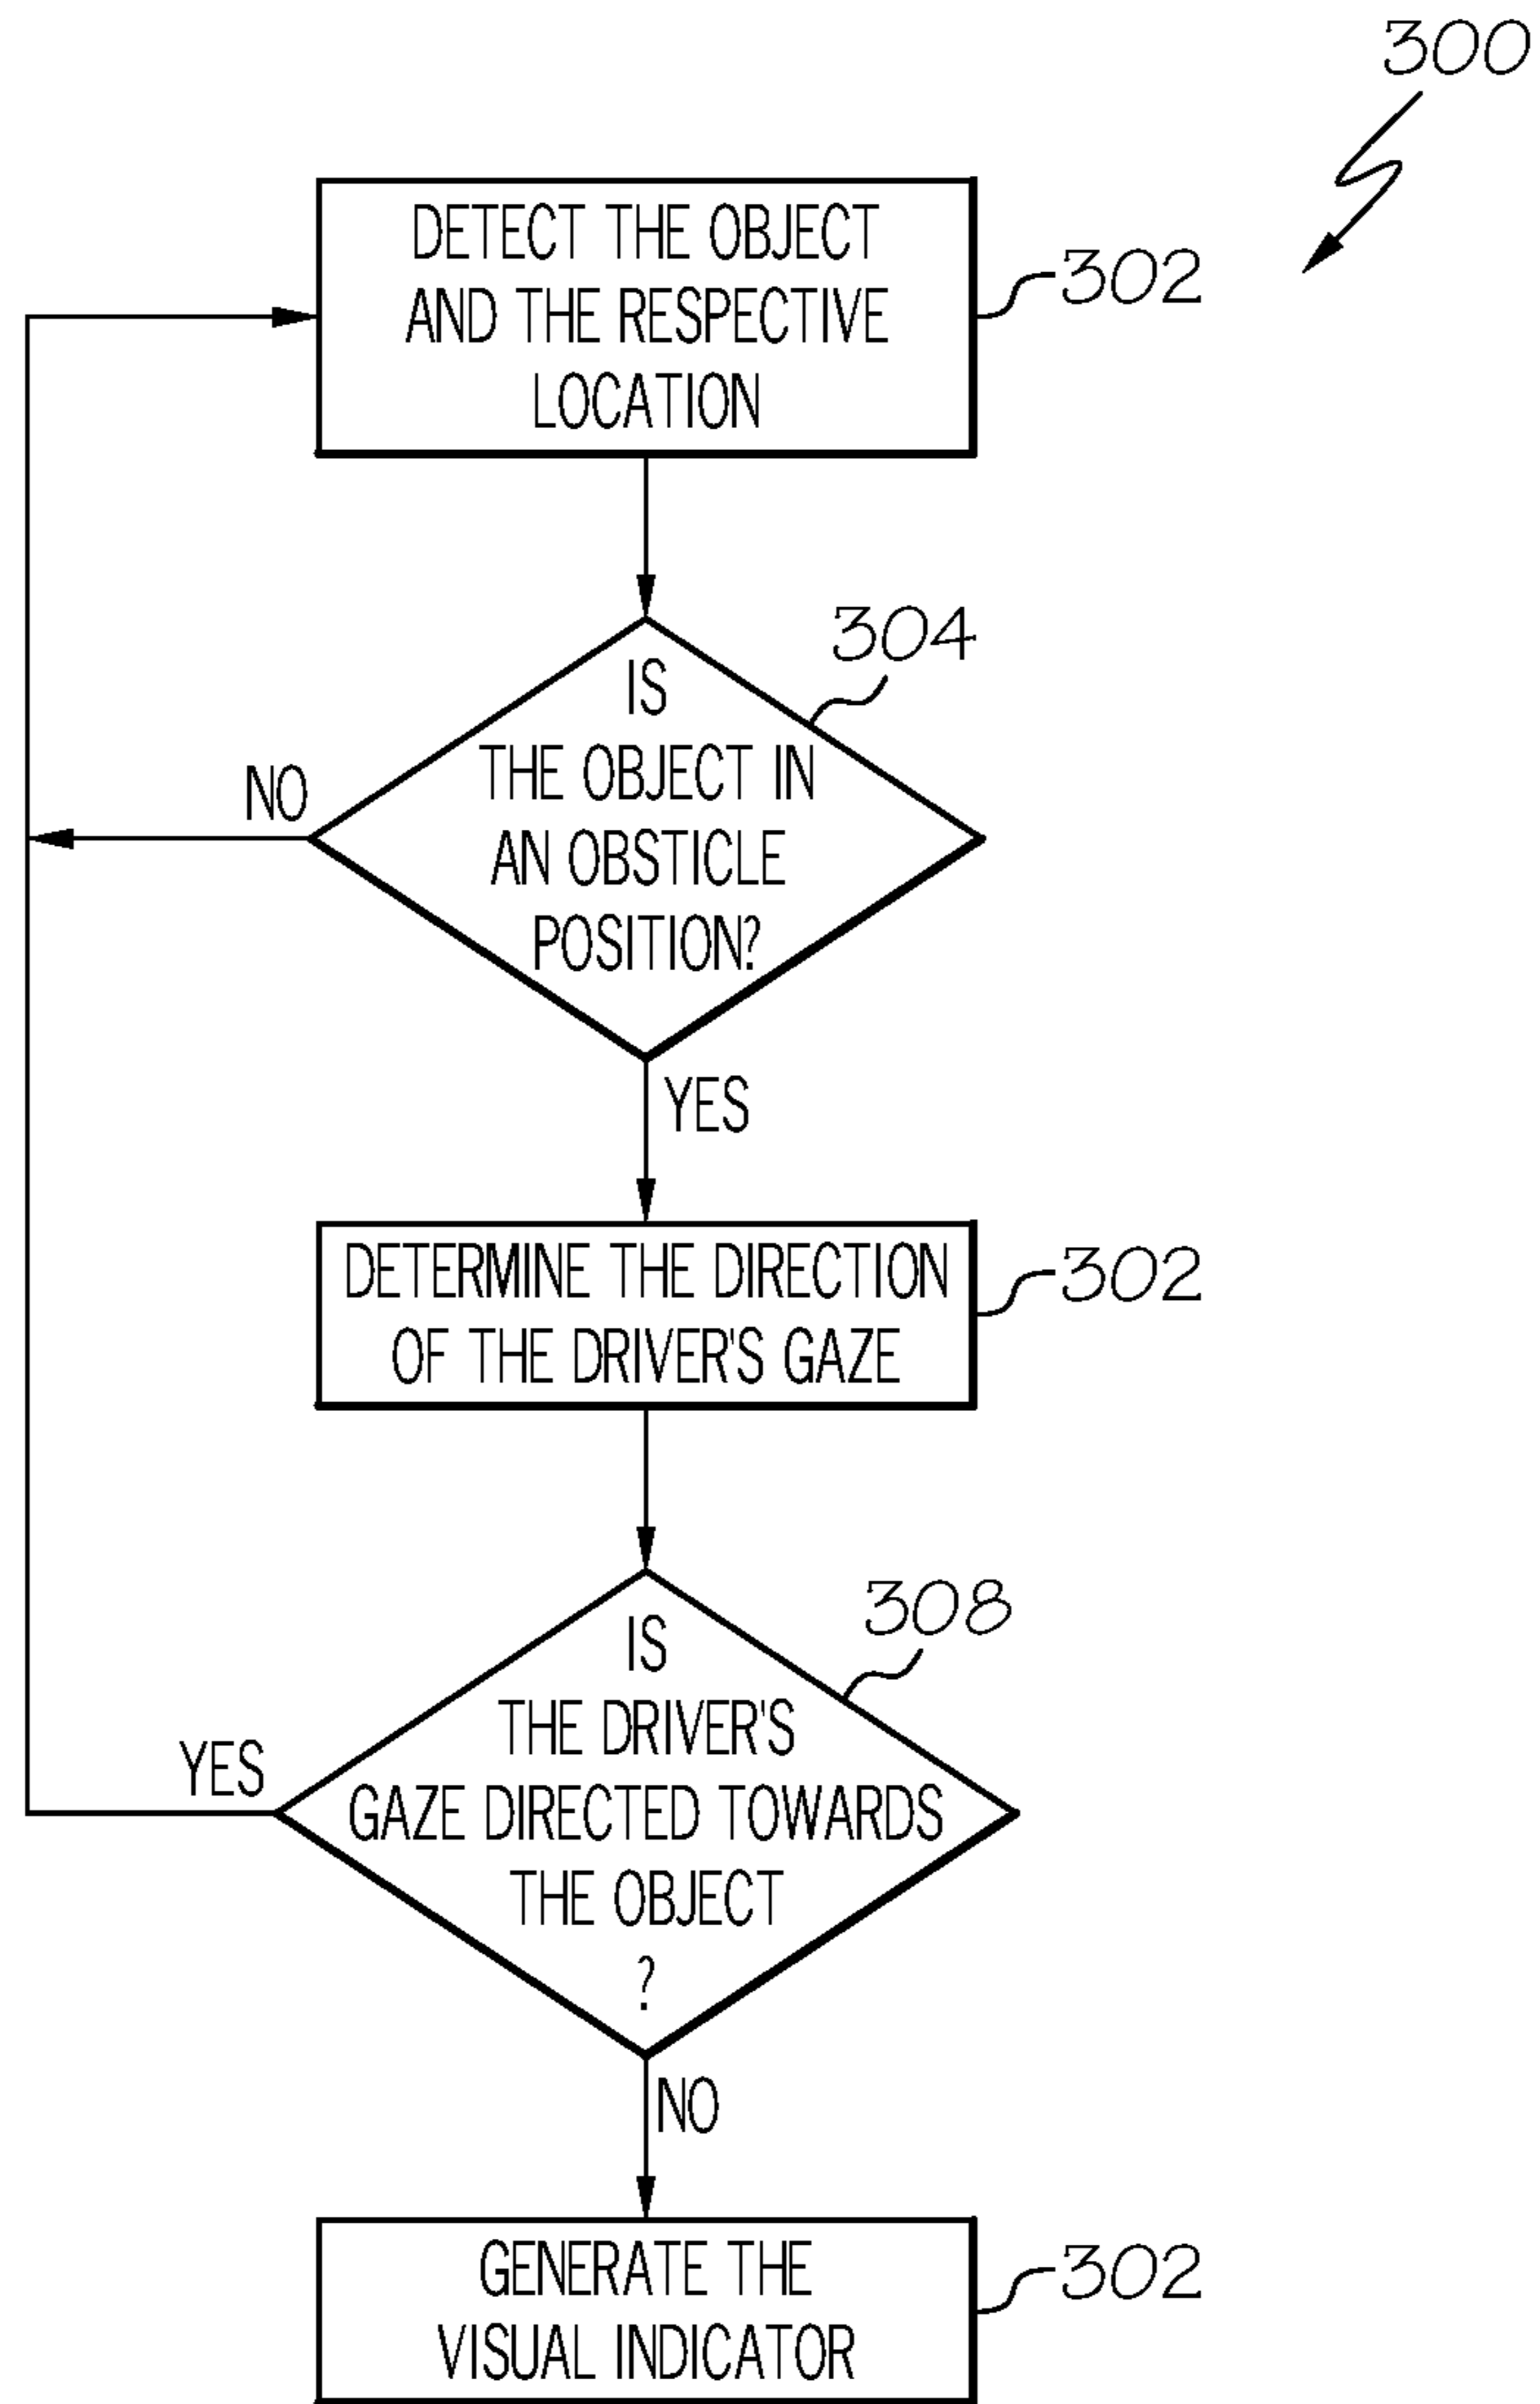 300
DETECT THE OBJECT
AND THE RESPECTIVE
LOCATION
302
304
IS
THE OBJECT IN
AN OBSTICLE
POSITION?
NO
YES
DETERMINE THE DIRECTION
OF THE DRIVER'S GAZE
302
308
IS
THE DRIVER'S
GAZE DIRECTED TOWARDS
THE OBJECT
?
YES
NO
GENERATE THE
VISUAL INDICATOR
302